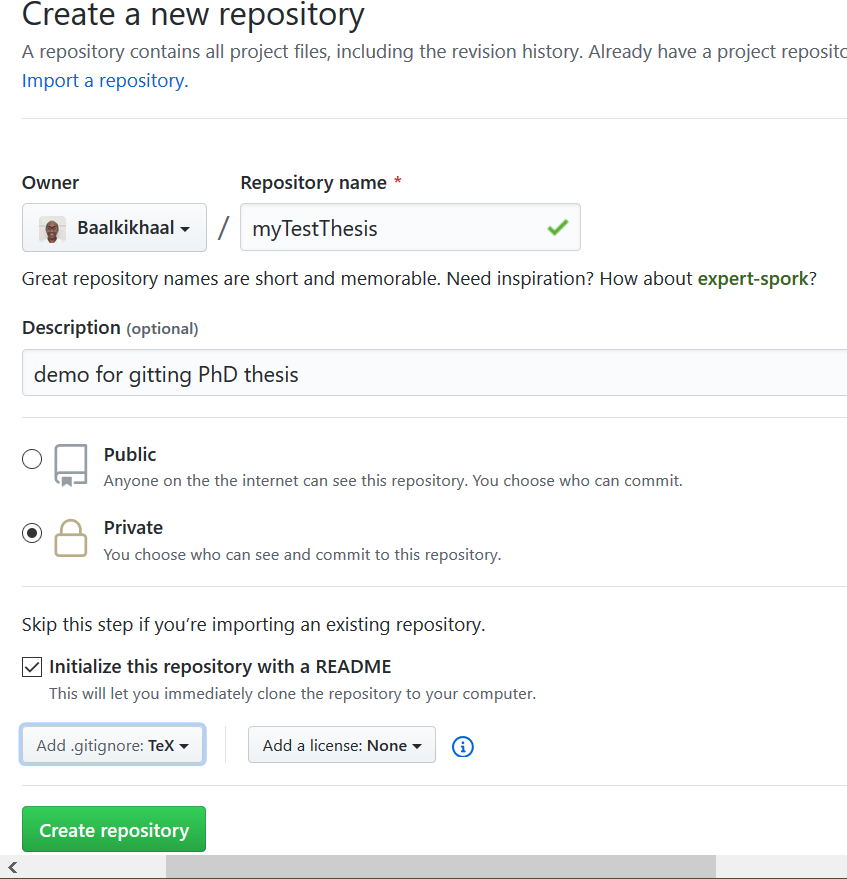 Create a new repository
A repository contains all project files, including the revision history. Already have a project
Import a repository.
Owner Repository name *
Baalkikhaal / myTestThesis
Great repository names are short and memorable. Need inspiration? How about expert-spork?
Description (optional)
demo for gitting PhD thesis
Public
Anyone on the the internet can see this repository. You choose who can commit.
Private
You choose who can see and commit to this repository.
Skip this step if you’re importing an existing repository.
Initialize this repository with a README
This will let you immediately clone the repository to your computer.
Add .gitignore: TeX Add a license: None
Create repository